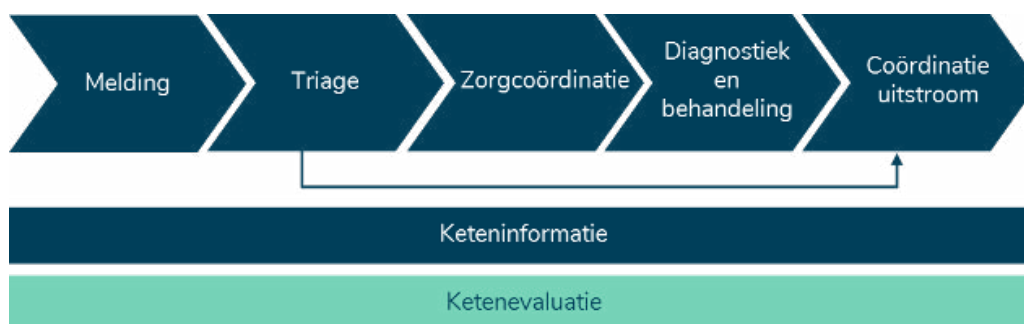 Melding
Triage
Zorgcoördinatie
Diagnostiek
en
behandeling
Coördinatie
uitstroom
Keteninformatie
Ketenevaluatie